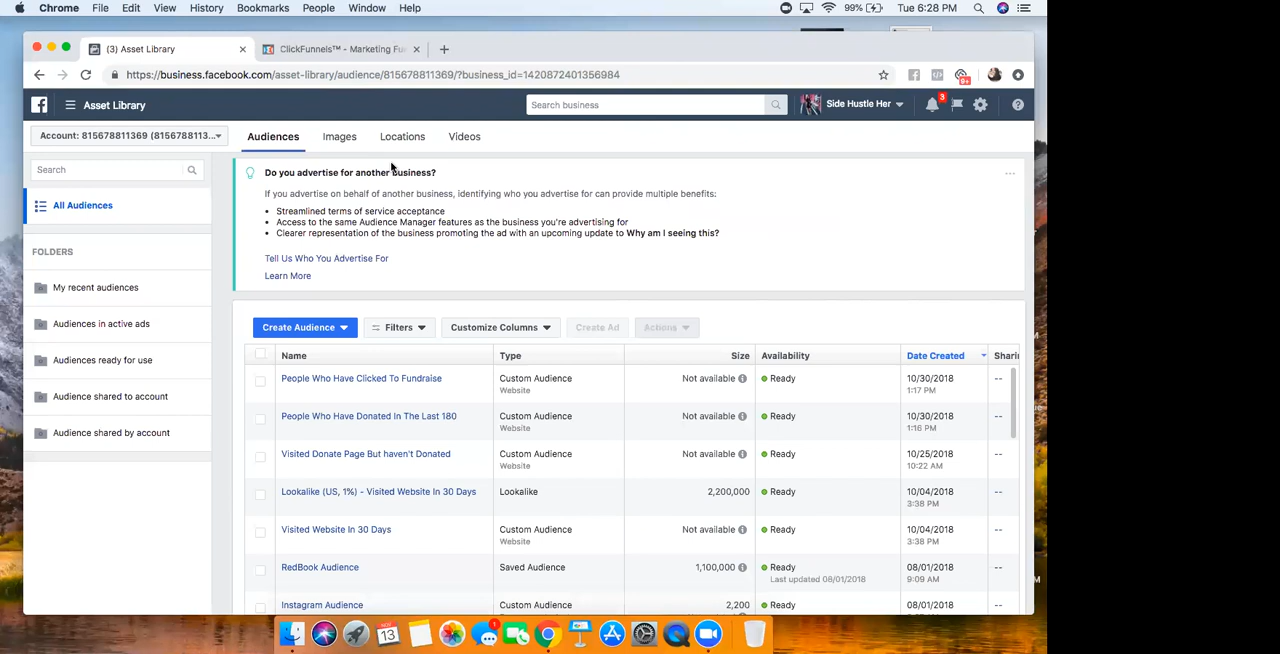 Chrome File Edit View History Bookmarks People Window Help 99% Tue 6:28 PM
(3) Asset Library ClickFunnels™ - Marketing Fu
https://business.facebook.com/asset-library/audience/815678811369/?business_id=1420872401356984 9+
Asset Library Search business Side Hustle Her 3
Account: 815678811369 (8156788113... Audiences Images Locations Videos
Search
All Audiences
FOLDERS
My recent audiences
Audiences in active ads
Audiences ready for use
Audience shared to account
Audience shared by account
Do you advertise for another business?
If you advertise on behalf of another business, identifying who you advertise for can provide multiple benefits:
Streamlined terms of service acceptance
Access to the same Audience Manager features as the business you're advertising for
Clearer representation of the business promoting the ad with an upcoming update to Why am I seeing this?
Tell Us Who You Advertise For
Learn More
Create Audience Filters Customize Columns Create Ad Actions
Name Type Size Availability Date Created Sharin
People Who Have Clicked To Fundraise Custom Audience Not available Ready 10/30/2018 --
Website 1:17 PM
People Who Have Donated In The Last 180 Custom Audience Not available Ready 10/30/2018 --
Website 1:16 PM
Visited Donate Page But haven't Donated Custom Audience Not available Ready 10/25/2018 --
Website 10:22 AM
Lookalike (US, 1%) - Visited Website In 30 Days Lookalike 2,200,000 Ready 10/04/2018 --
3:38 PM
Visited Website In 30 Days Custom Audience Not available Ready 10/04/2018 --
Website 3:38 PM
RedBook Audience Saved Audience 1,100,000 Ready 08/01/2018 --
Last updated 08/01/2018 9:09 AM
Instagram Audience Custom Audience 2,200 Ready 08/01/2018 --
NOV
13
1